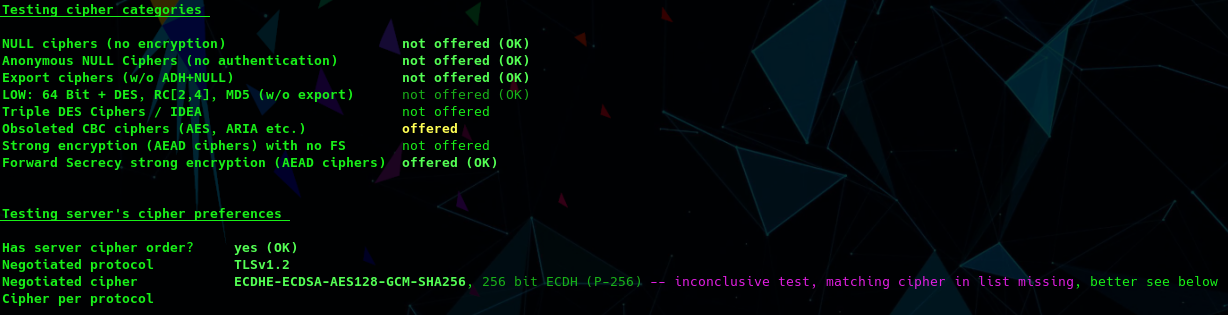 Testing cipher categories
NULL ciphers (no encryption) not offered (OK)
Anonymous NULL Ciphers (no authentication) not offered (OK)
Export ciphers (w/o ADH+NULL) not offered (OK)
LOW: 64 Bit + DES, RC[2,4], MD5 (w/o export) not offered (OK)
Triple DES Ciphers / IDEA not offered
Obsoleted CBC ciphers (AES, ARIA etc.) offered
Strong encryption (AEAD ciphers) with no FS not offered
Forward Secrecy strong encryption (AEAD ciphers) offered (OK)
Testing server's cipher preferences
Has server cipher order? yes (OK)
Negotiated protocol TLSv1.2
Negotiated cipher ECDHE-ECDSA-AES128-GCM-SHA256, 256 bit ECDH (P-256) -- inconclusive test, matching cipher in list missing, better see below
Cipher per protocol